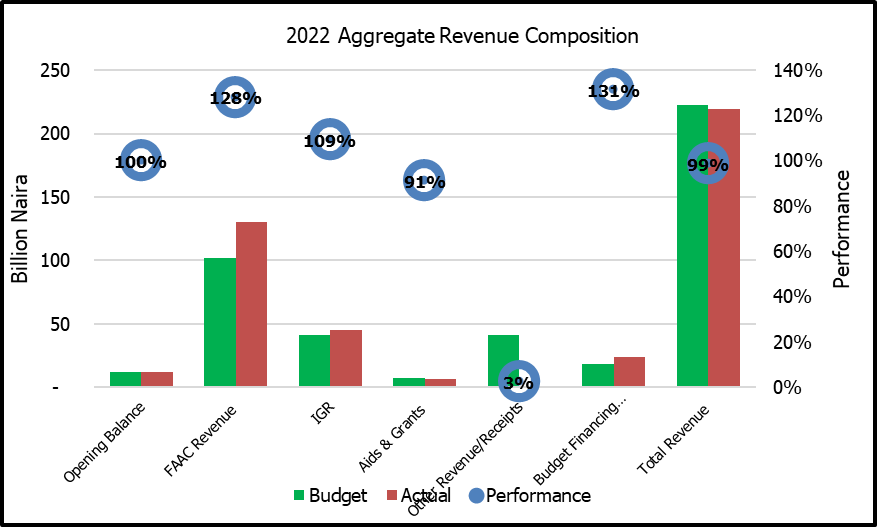 2022 Aggregate Revenue Composition
250
200
150
100
50
-
Billion Naira
140%
120%
100%
80%
60%
40%
20%
0%
Performance
100%
128%
109%
91%
3%
131%
99%
Opening Balance
FAAC Revenue
IGR
Aids & Grants
Other Revenue/Receipts
Budget Financing...
Total Revenue
Budget
Actual
Performance